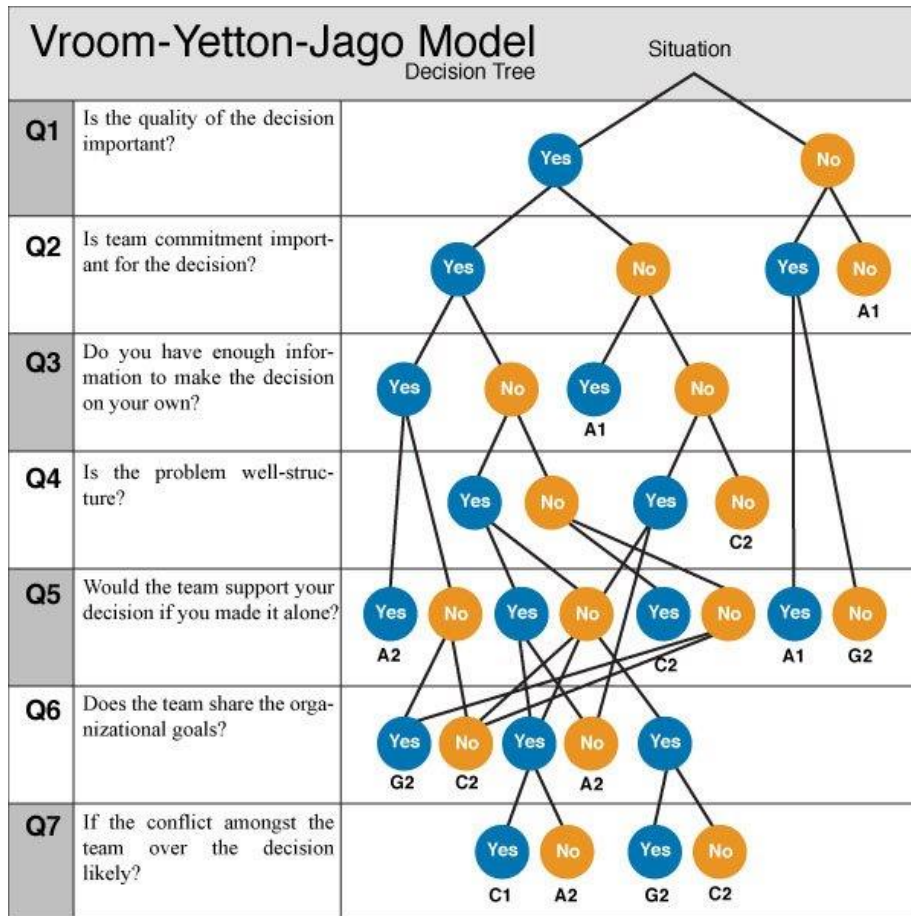 Vroom-Yetton-Jago Model
Decision Tree
Situation
Q1
Is the quality of the decision
important?
Yes
No
Q2
Is team commitment import-
ant for the decision?
Yes
No
Yes
No
A1
Q3
Do you have enough infor-
mation to make the decision
on your own?
Yes
No
Yes
No
A1
Q4
Is the problem well-struc-
ture?
Yes
No
Yes
No
C2
Q5
Would the team support your
decision if you made it alone?
Yes
No
Yes
No
Yes
No
Yes
No
A2
C2
A1
G2
Q6
Does the team share the orga-
nizational goals?
Yes
No
Yes
No
Yes
G2
C2
A2
Q7
If the conflict amongst the
team over the decision
likely?
Yes
No
Yes
No
C1
A2
G2
C2